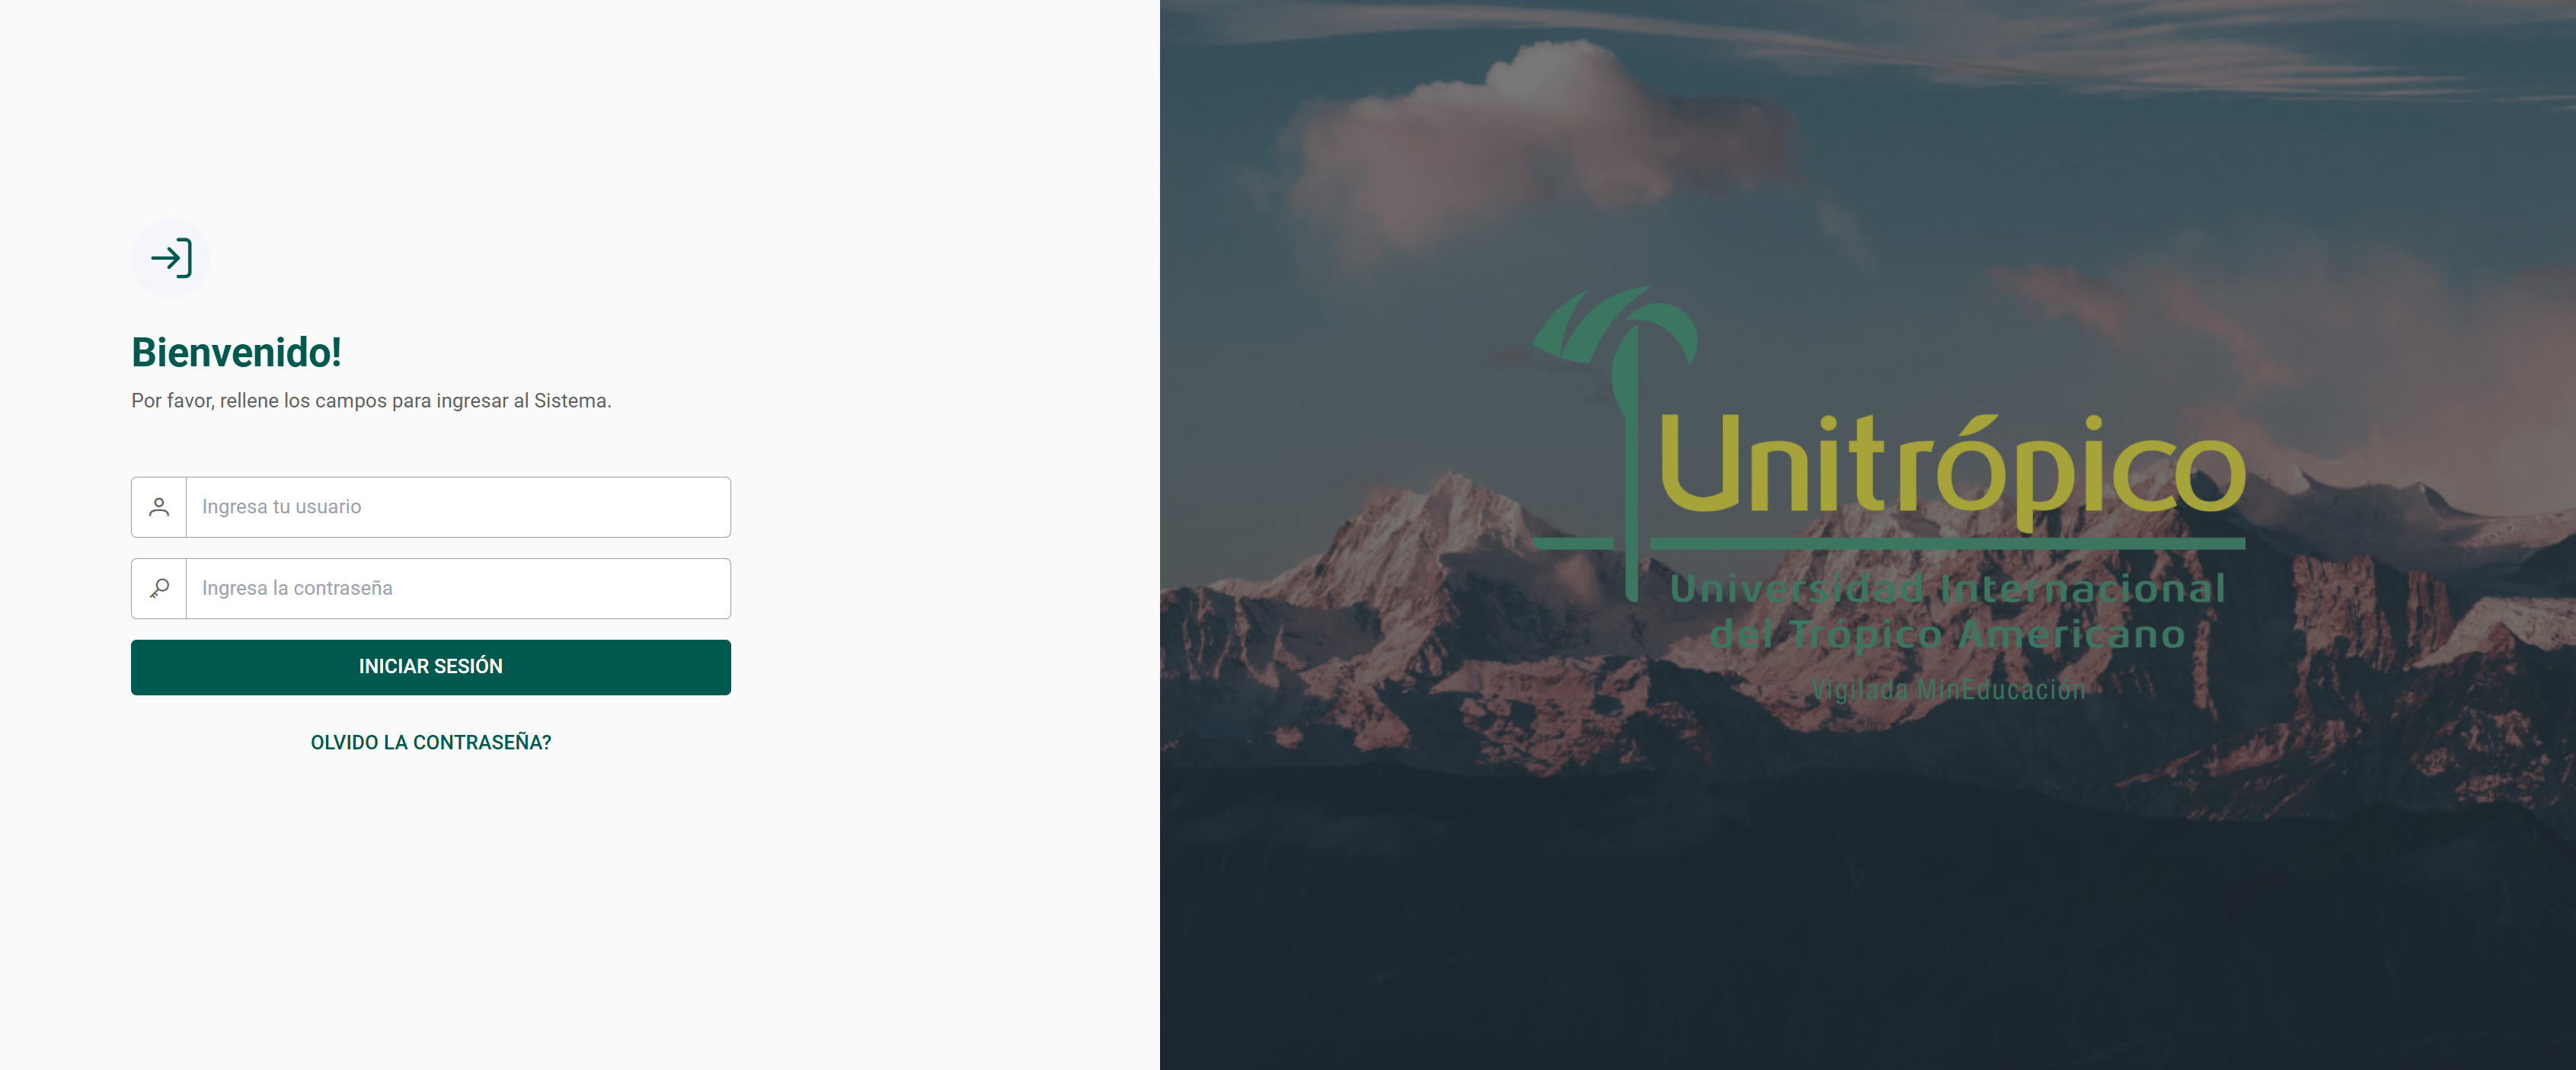 Bienvenido!
Por favor, rellene los campos para ingresar al Sistema.
Ingresa tu usuario
Ingresa la contraseña
INICIAR SESIÓN
OLVIDO LA CONTRASEÑA?
Unitrópico
Universidad Internacional
del Trópico Americano
Vigilada MinEducación